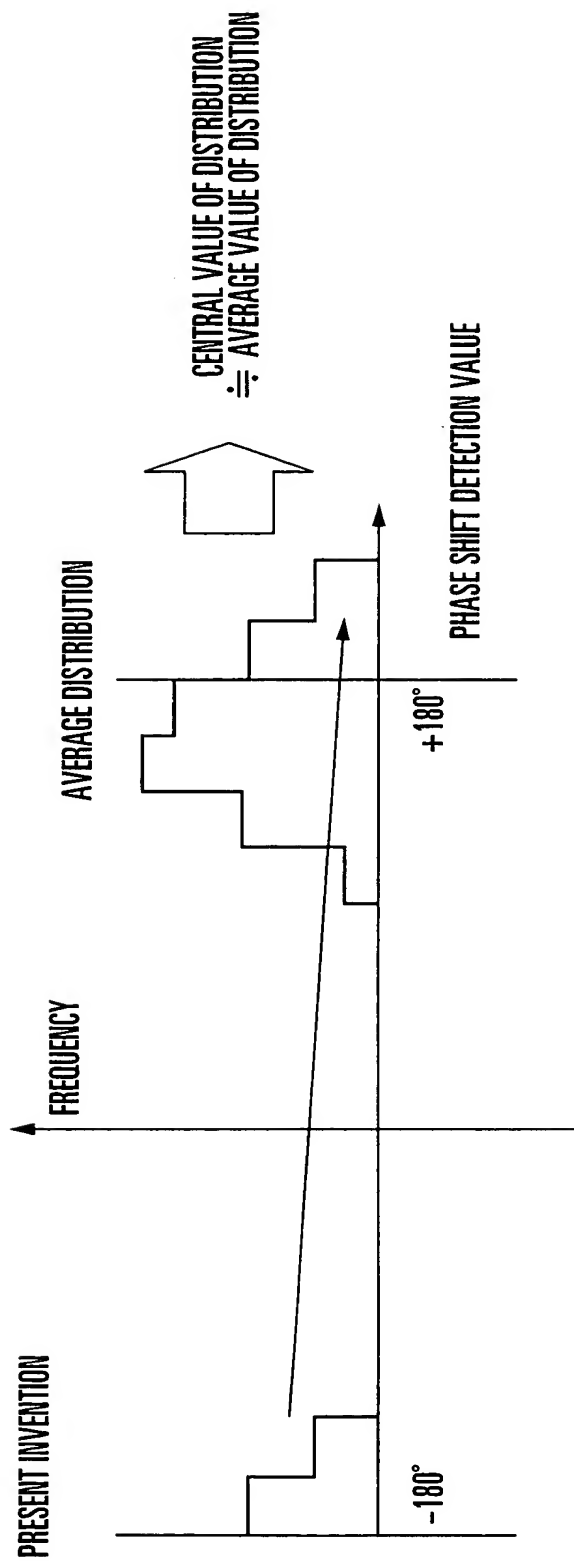 PRESENT INVENTION
FREQUENCY
AVERAGE DISTRIBUTION
CENTRAL VALUE OF DISTRIBUTION
≒ AVERAGE VALUE OF DISTRIBUTION
-180°
+180°
PHASE SHIFT DETECTION VALUE